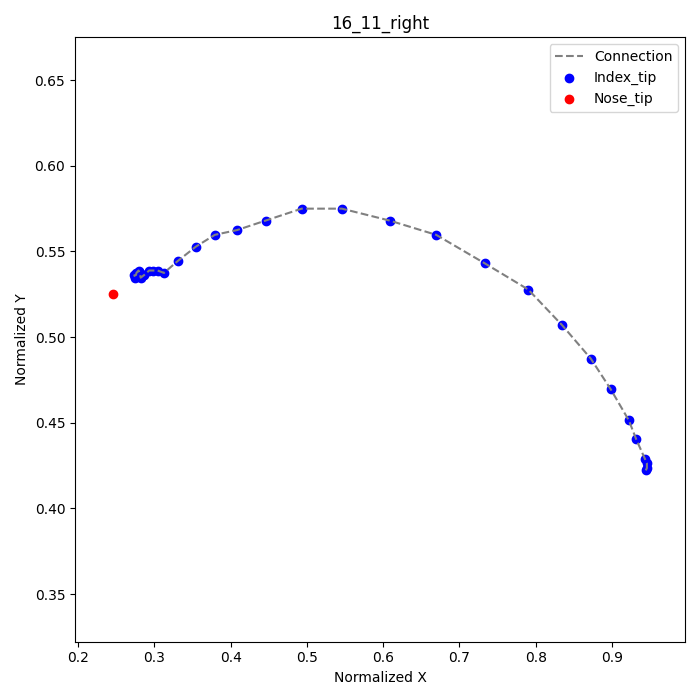 16_11_right
Connection
Index_tip
Nose_tip
0.65
0.60
0.55
0.50
0.45
0.40
0.35
Normalized Y
0.2 0.3 0.4 0.5 0.6 0.7 0.8 0.9
Normalized X